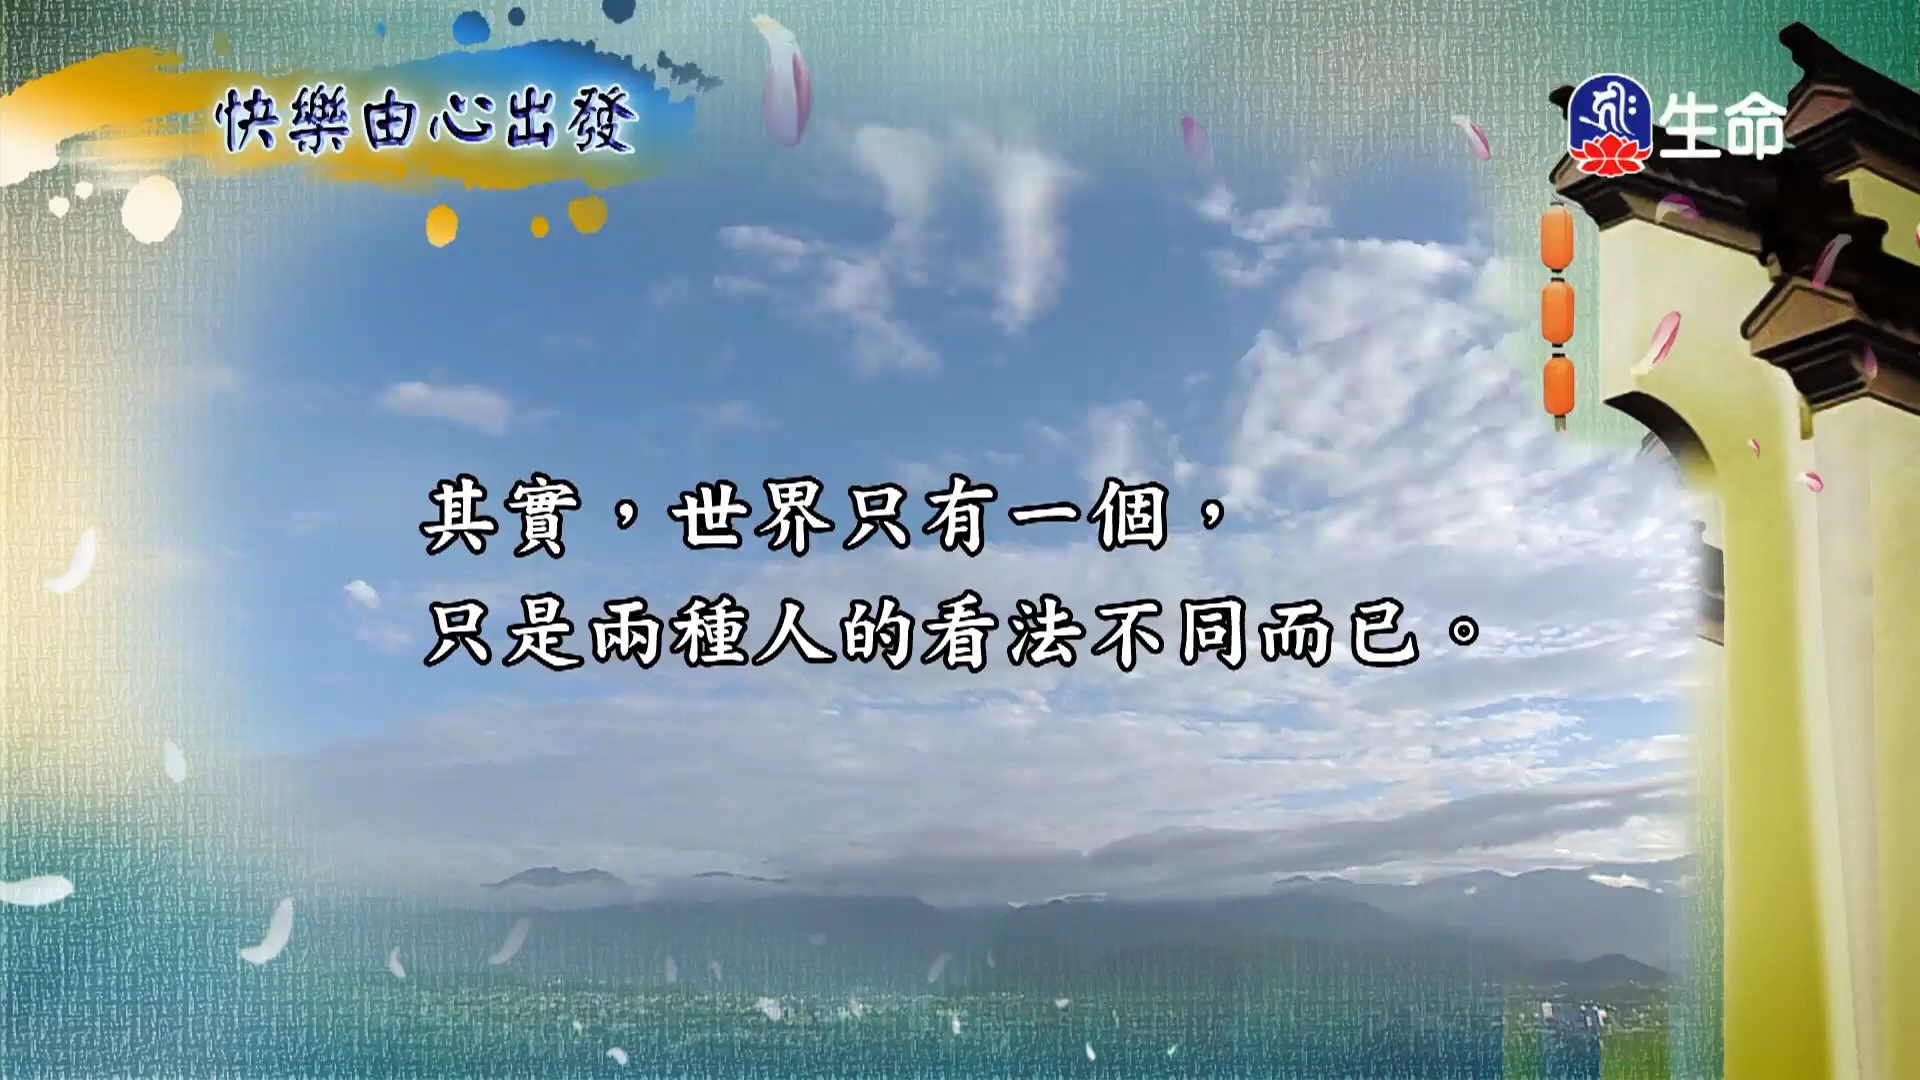 快樂由心出發
生命
其實，世界只有一個，
只是兩種人的看法不同而已。